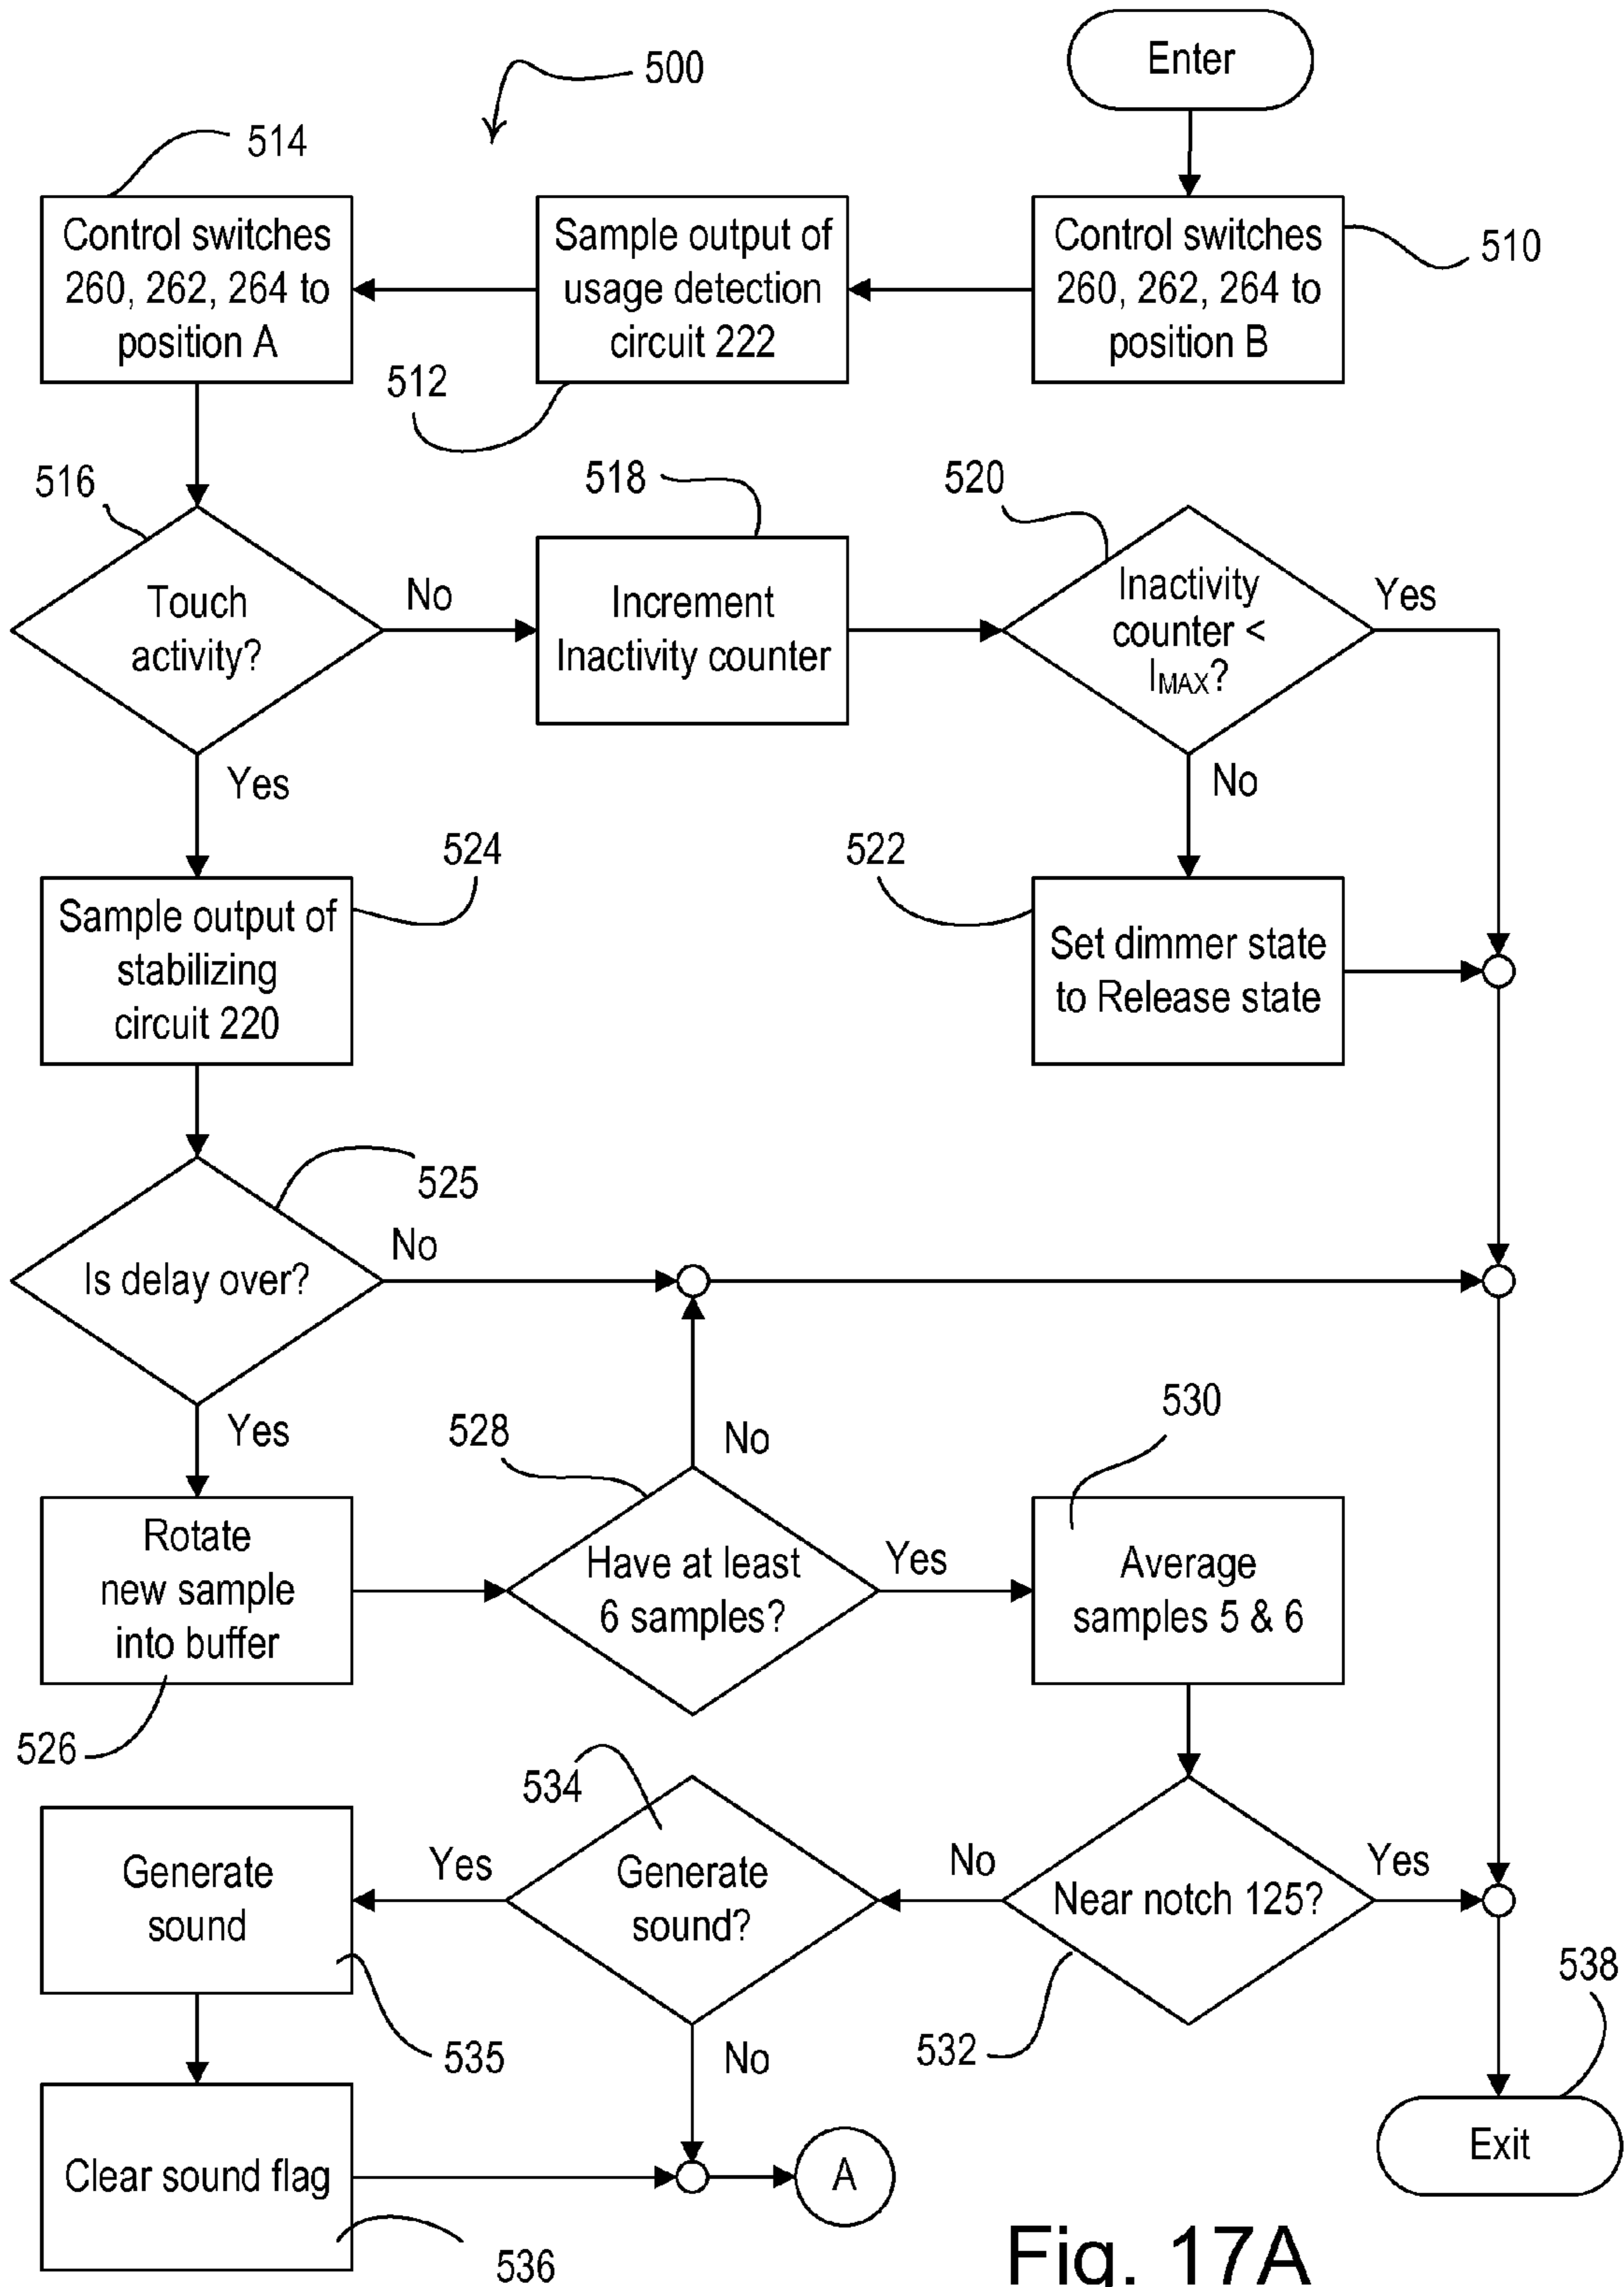 Enter
500
514
Control switches
260, 262, 264 to
position A
Sample output of
usage detection
circuit 222
512
Control switches
260, 262, 264 to
position B
510
516
Touch
activity?
No
Yes
518
Increment
Inactivity counter
520
Inactivity
counter <
IMAX?
Yes
No
524
Sample output of
stabilizing
circuit 220
522
Set dimmer state
to Release state
525
Is delay over?
No
Yes
528
No
530
Rotate
new sample
into buffer
526
Have at least
6 samples?
Yes
Average
samples 5 & 6
534
Generate
sound
535
Yes
Generate
sound?
No
No
Near notch 125?
Yes
532
538
Clear sound flag
536
A
Exit
Fig. 17A